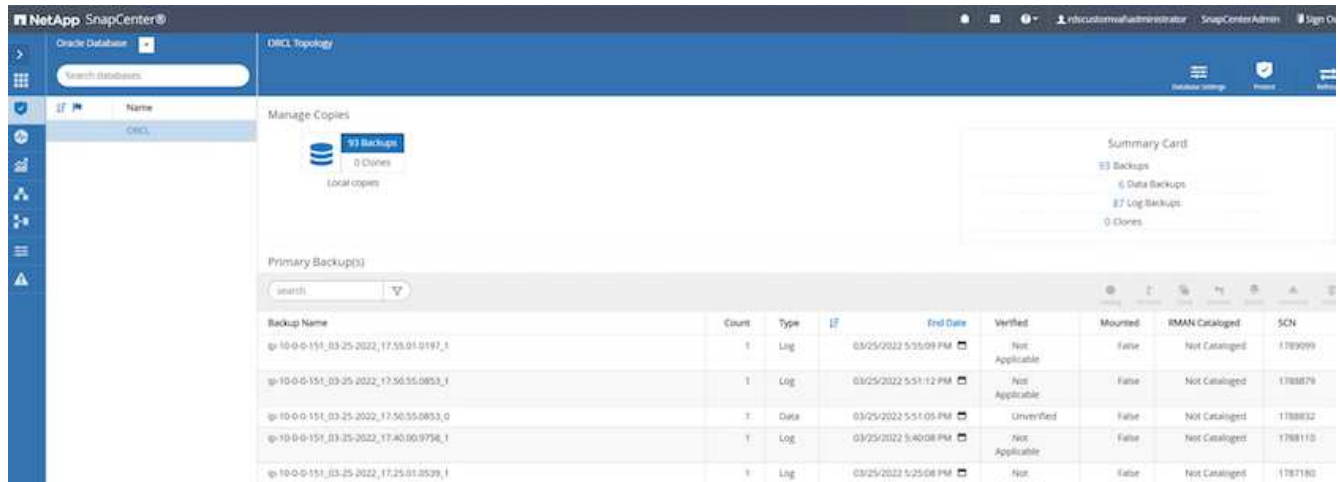 NetApp SnapCenter®
rdscustomval\administrator SnapCenterAdmin Sign Ou
Oracle Database
ORCL Topology
Search databases
Database Settings Protect Refresh
Name
ORCL
Manage Copies
93 Backups
0 Clones
Local copies
Summary Card
93 Backups
6 Data Backups
87 Log Backups
0 Clones
Primary Backup(s)
search
Backup Name Count Type End Date Verified Mounted RMAN Cataloged SCN
ip-10-0-0-151_03-25-2022_17.55.01.0197_1 1 Log 03/25/2022 5:55:09 PM Not Applicable False Not Cataloged 1789099
ip-10-0-0-151_03-25-2022_17.50.55.0853_1 1 Log 03/25/2022 5:51:12 PM Not Applicable False Not Cataloged 1788879
ip-10-0-0-151_03-25-2022_17.50.55.0853_0 1 Data 03/25/2022 5:51:05 PM Unverified False Not Cataloged 1788832
ip-10-0-0-151_03-25-2022_17.40.00.9758_1 1 Log 03/25/2022 5:40:08 PM Not Applicable False Not Cataloged 1788110
ip-10-0-0-151_03-25-2022_17.25.01.0539_1 1 Log 03/25/2022 5:25:08 PM Not False Not Cataloged 1787180